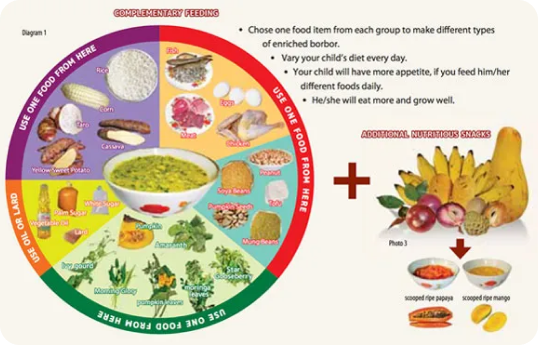 COMPLEMENTARY FEEDING
Diagram 1
• Chose one food item from each group to make different types
of enriched borbor.
• Vary your child's diet every day.
• Your child will have more appetite, if you feed him/her
different foods daily.
• He/she will eat more and grow well.
USE ONE FOOD FROM HERE
Rice
Corn
Taro
Cassava
Yellow Sweet Potato
Fish
Eggs
Meat
Chicken
USE ONE FOOD FROM HERE
Peanut
Soya Beans
Tofu
Pumpkin Seeds
Mung Beans
USE OIL OR LARD
Palm Sugar
White Sugar
Vegetable Oil
Lard
Pumpkin
Amaranth
Ivy gourd
Morning Glory
pumpkin leaves
moringa leaves
Star Gooseberry
USE ONE FOOD FROM HERE
ADDITIONAL NUTRITIOUS SNACKS
+
Photo 3
scooped ripe papaya
scooped ripe mango